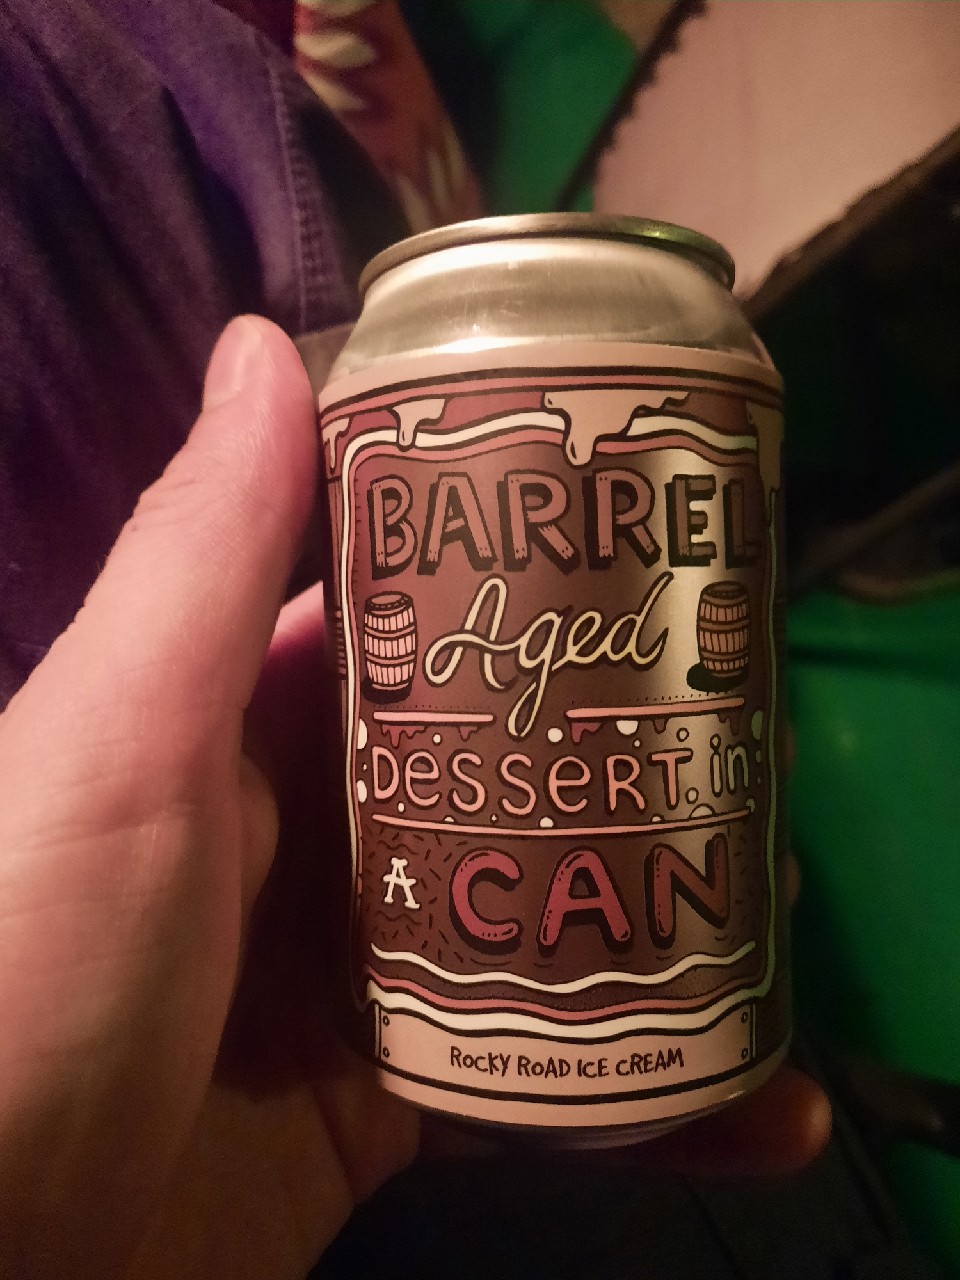 BARREL
Aged
DESSERT in
A CAN
ROCKY ROAD ICE CREAM